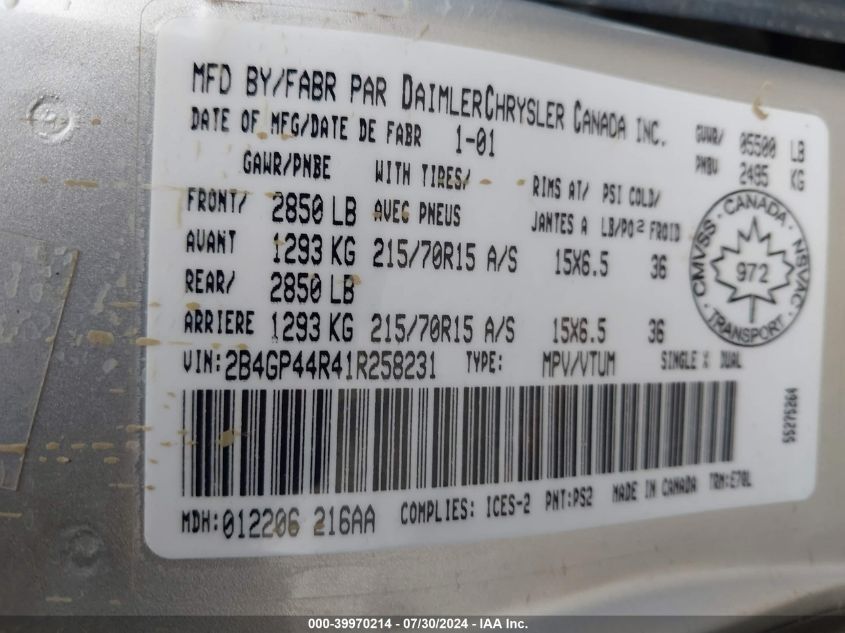 MFD BY/FABR PAR DAIMLERCHRYSLER CANADA INC.
DATE OF MFG/DATE DE FABR 1-01
GVWR/ 05500 LB
PNBV 2495 KG
GAWR/PNBE WITH TIRES/ RIMS AT/ PSI COLD/
FRONT/ 2850 LB AVEC PNEUS JANTES A LB/PO² FROID
AVANT 1293 KG 215/70R15 A/S 15X6.5 36
REAR/ 2850 LB
ARRIERE 1293 KG 215/70R15 A/S 15X6.5 36
CMVSS · CANADA · NSVAC · TRANSPORT ·
972
VIN: 2B4GP44R41R258231 TYPE: MPV/VTUM SINGLE X DUAL
55275264
MDH: 012206 216AA COMPLIES: ICES-2 PNT:PS2 MADE IN CANADA TRM:E70L
000-39970214 - 07/30/2024 - IAA Inc.